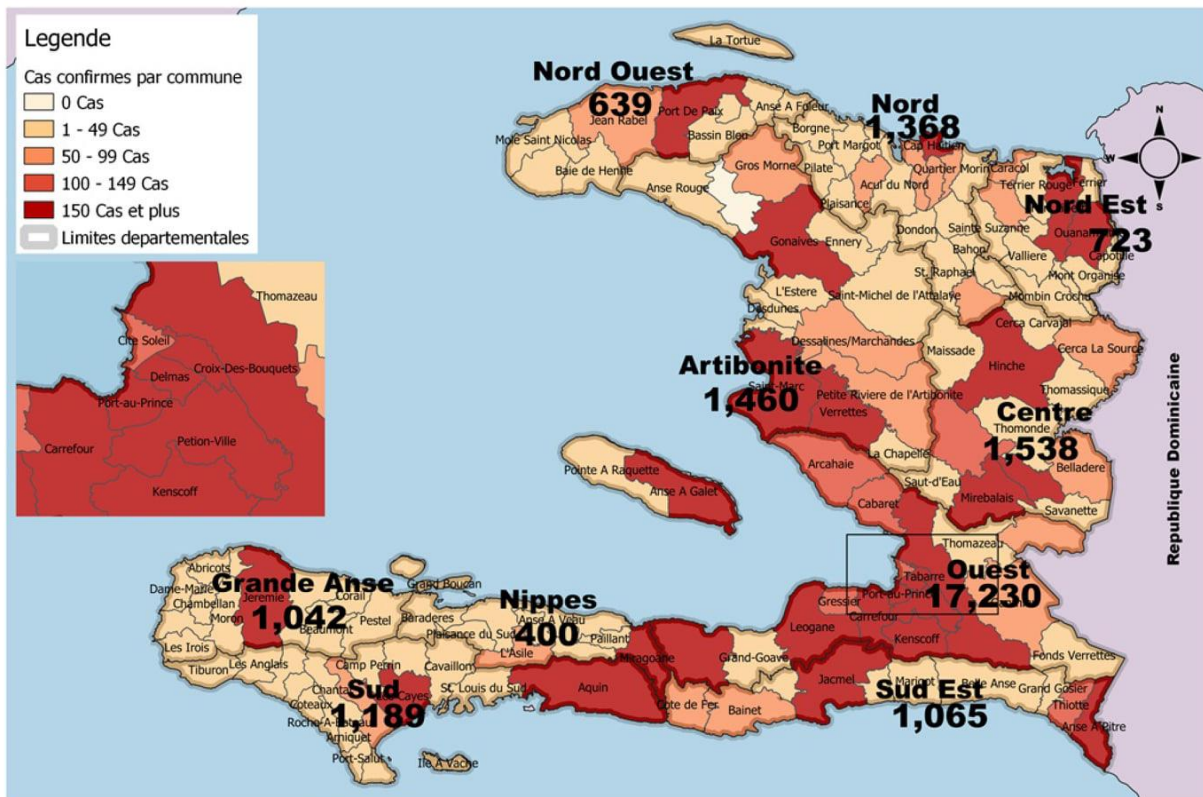 Legende
Cas confirmes par commune
0 Cas
1 - 49 Cas
50 - 99 Cas
100 - 149 Cas
150 Cas et plus
Limites departementales
Thomazeau
Cite Soleil
Croix-Des-Bouquets
Delmas
Port-au-Prince
Carrefour
Petion-Ville
Kenscoff
La Tortue
Nord Ouest
639
Port De Paix
Jean Rabel
Anse A Foleur
Mole Saint Nicolas
Bassin Bleu
Baie de Henne
Anse Rouge
Nord
1,368
Borgne
Port Margot
Cap Haitien
Gros Morne
Pilate
Acul du Nord
Quartier Morin
Caracol
Plaisance
N
W
S
Terrier Rouge
Ferrier
Nord Est
723
Capotille
Gonaives
Ennery
Dondon
Sainte Suzanne
Bahon
Valliere
St. Raphael
Mont Organise
Mombin Crochu
L'Estere
Saint-Michel de l'Attalaye
Desdunes
Cerca Carvajal
Dessalines/Marchandes
Maissade
Cerca La Source
Hinche
Artibonite
1,460
Saint-Marc
Petite Riviere de l'Artibonite
Verrettes
Thomassique
Centre
1,538
Thomonde
La Chapelle
Belladere
Saut-d'Eau
Mirebalais
Savanette
Arcahaie
Cabaret
Pointe A Raquette
Anse A Galet
Republique Dominicaine
Thomazeau
Ouest
17,230
Tabarre
Port-au-Prince
Gressier
Carrefour
Leogane
Kenscoff
Fonds Verrettes
Abricots
Dame-Marie
Grande Anse
1,042
Jeremie
Chambellan
Moron
Corail
Pestel
Beaumont
Les Irois
Grand Boucan
Nippes
400
Baraderes
Anse A Veau
Plaisance du Sud
Paillant
L'Asile
Miragoane
Grand-Goave
Tiburon
Les Anglais
Camp Perrin
Cavaillon
St. Louis du Sud
Aquin
Sud
1,189
Coteaux
Arniquet
Port-Salut
Ile A Vache
Cote de Fer
Bainet
Jacmel
Marigot
Belle Anse
Sud Est
1,065
Grand Gosier
Thiotte
Anse A Pitre